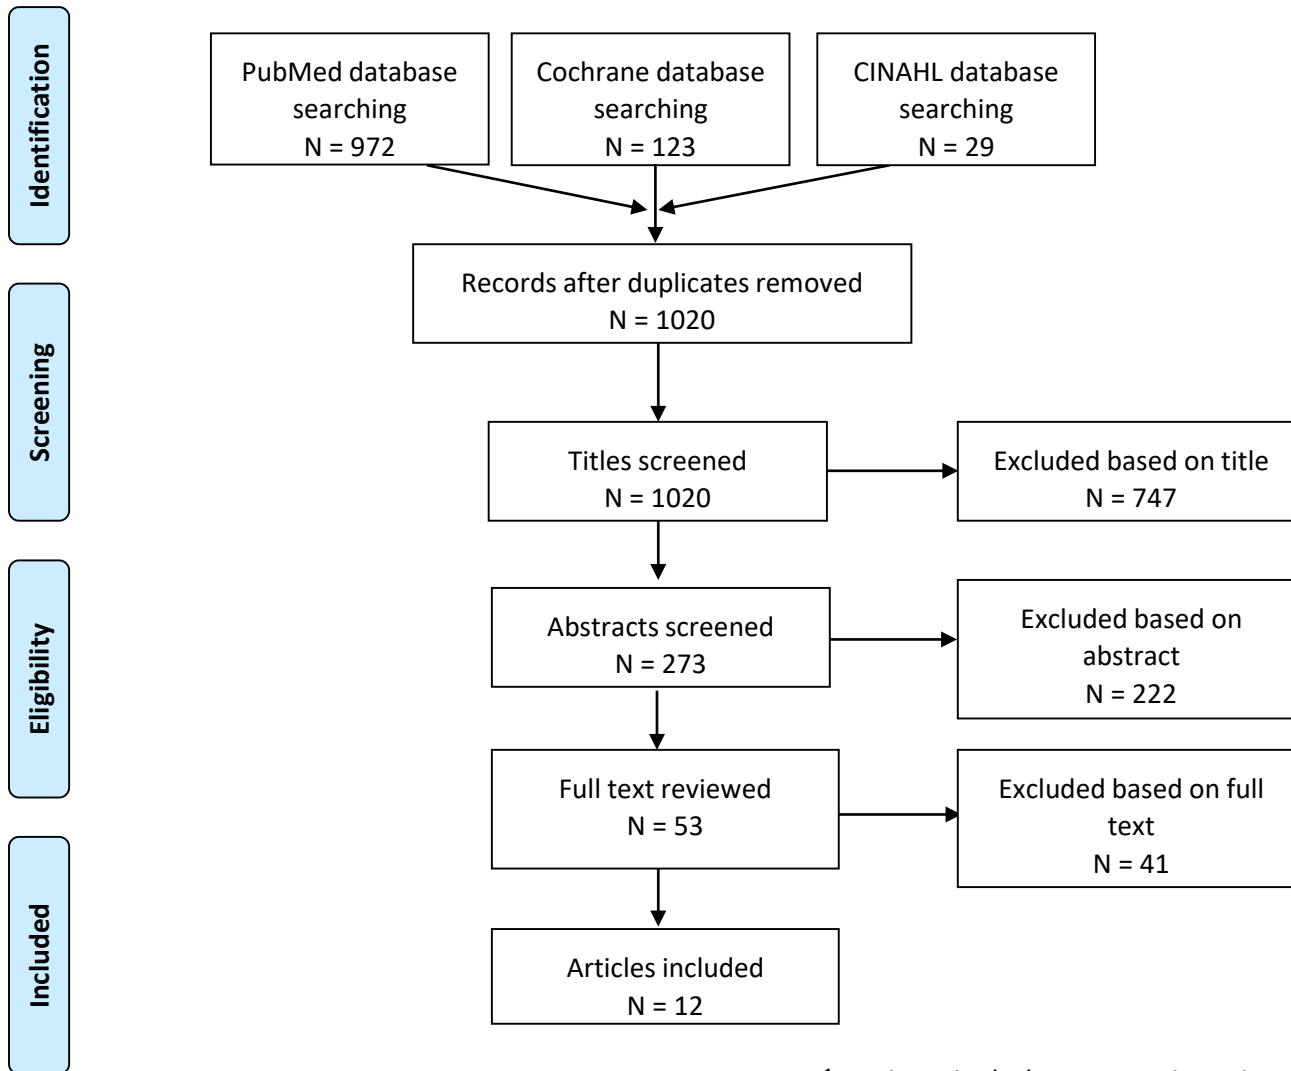 Identification
PubMed database
searching
N = 972
Cochrane database
searching
N = 123
CINAHL database
searching
N = 29
Records after duplicates removed
N = 1020
Screening
Titles screened
N = 1020
Excluded based on title
N = 747
Eligibility
Abstracts screened
N = 273
Excluded based on
abstract
N = 222
Full text reviewed
N = 53
Excluded based on full
text
N = 41
Included
Articles included
N = 12